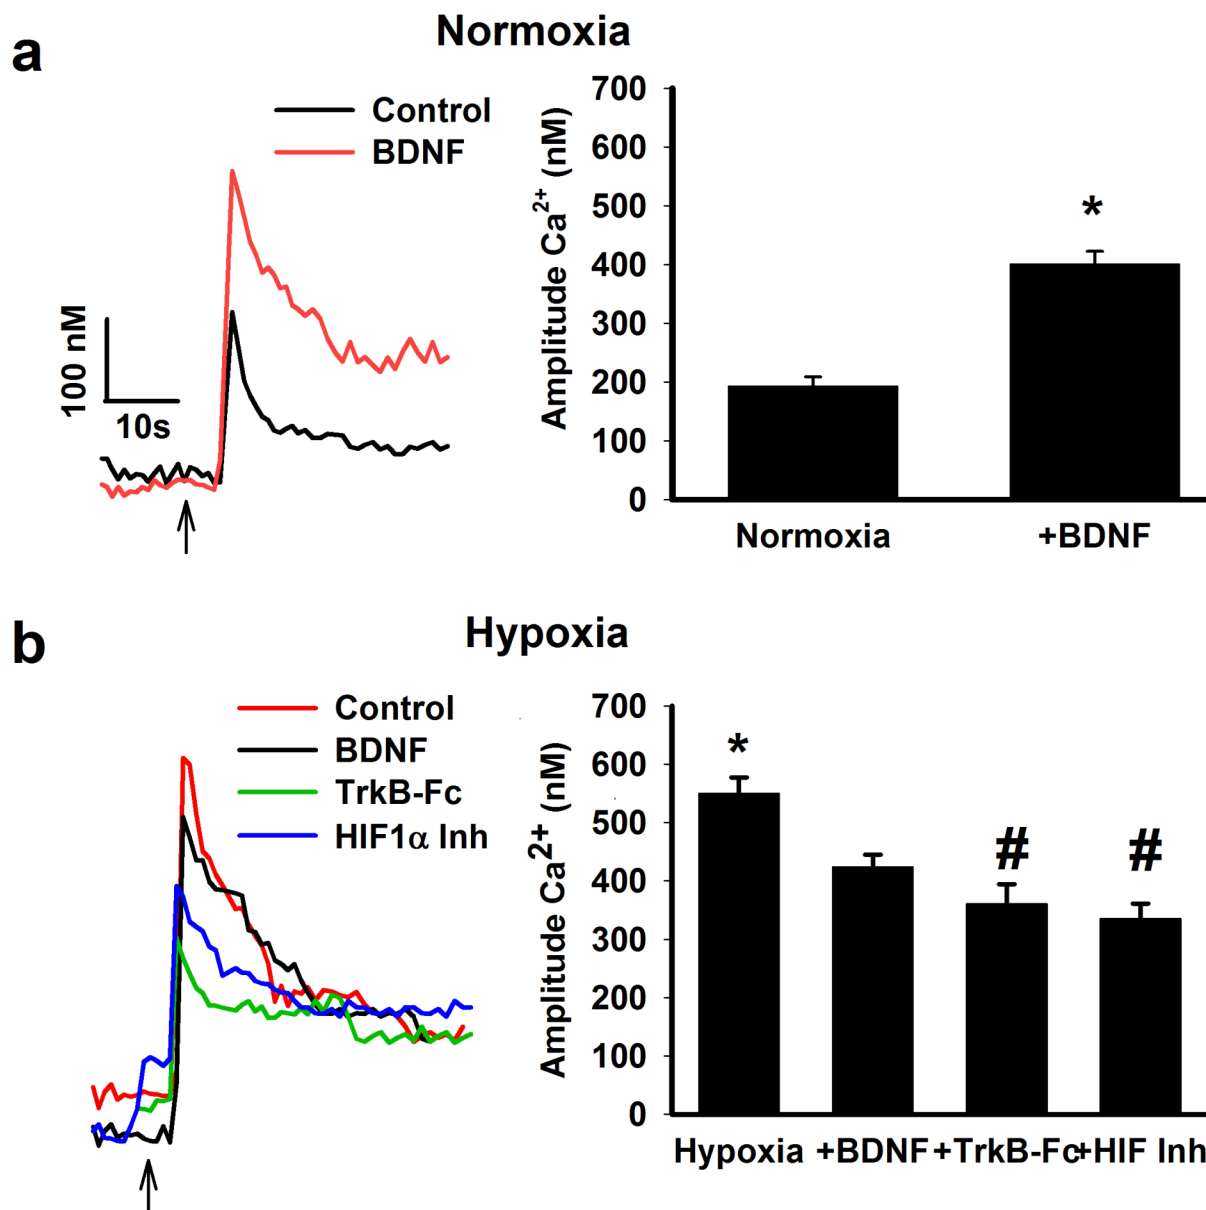 Normoxia
a
Control
BDNF
100 nM
10s
Amplitude Ca²⁺ (nM)
700
600
500
400
300
200
100
0
*
Normoxia
+BDNF
Hypoxia
b
Control
BDNF
TrkB-Fc
HIF1α Inh
Amplitude Ca²⁺ (nM)
700
600
500
400
300
200
100
0
*
#
#
Hypoxia +BDNF +TrkB-Fc +HIF Inh